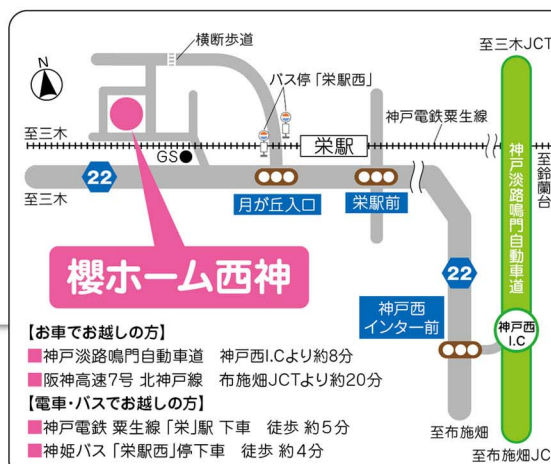 横断歩道
至三木JCT
N
バス停「栄駅西」
神戸電鉄粟生線
至三木
栄駅
至鈴蘭台
GS
22
至三木
月が丘入口
栄駅前
神戸淡路鳴門自動車道
櫻ホーム西神
22
神戸西
インター前
神戸西
I.C
【お車でお越しの方】
■神戸淡路鳴門自動車道 神戸西I.Cより約8分
■阪神高速7号 北神戸線 布施畑JCTより約20分
【電車・バスでお越しの方】
■神戸電鉄 粟生線「栄」駅 下車 徒歩 約5分
■神姫バス「栄駅西」停下車 徒歩 約4分
至布施畑
至布施畑JC